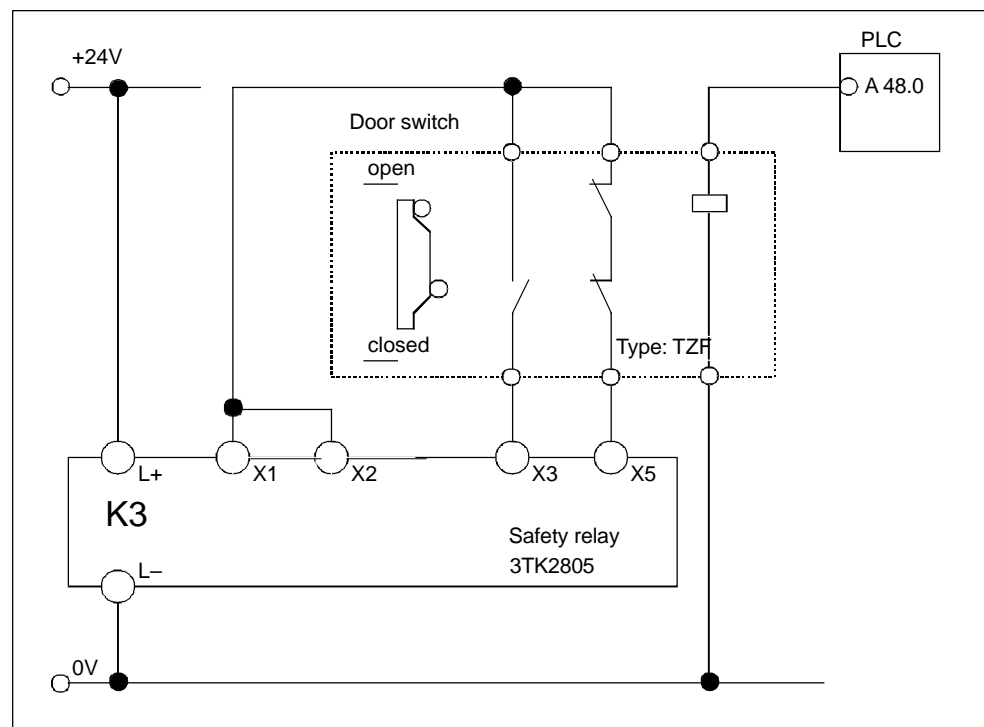 PLC
+24V
A 48.0
Door switch
open
closed
Type: TZF
L+
X1
X2
X3
X5
K3
Safety relay
3TK2805
L–
0V